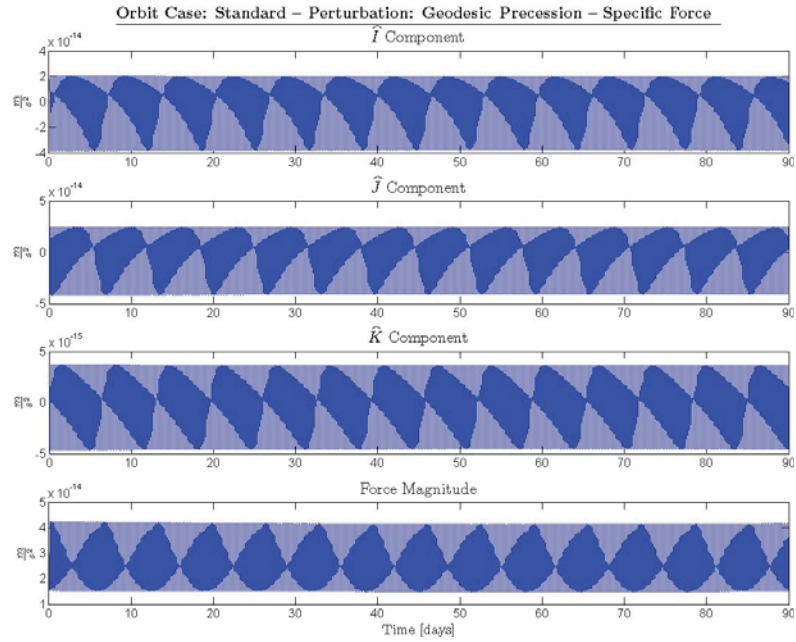 Orbit Case: Standard – Perturbation: Geodesic Precession – Specific Force
Î Component
x 10⁻¹⁴
4
2
0
-2
-4
m/s²
0 10 20 30 40 50 60 70 80 90
Ĵ Component
x 10⁻¹⁴
5
0
-5
m/s²
0 10 20 30 40 50 60 70 80 90
K̂ Component
x 10⁻¹⁵
5
0
-5
m/s²
0 10 20 30 40 50 60 70 80 90
Force Magnitude
x 10⁻¹⁴
5
4
3
2
1
m/s²
0 10 20 30 40 50 60 70 80 90
Time [days]